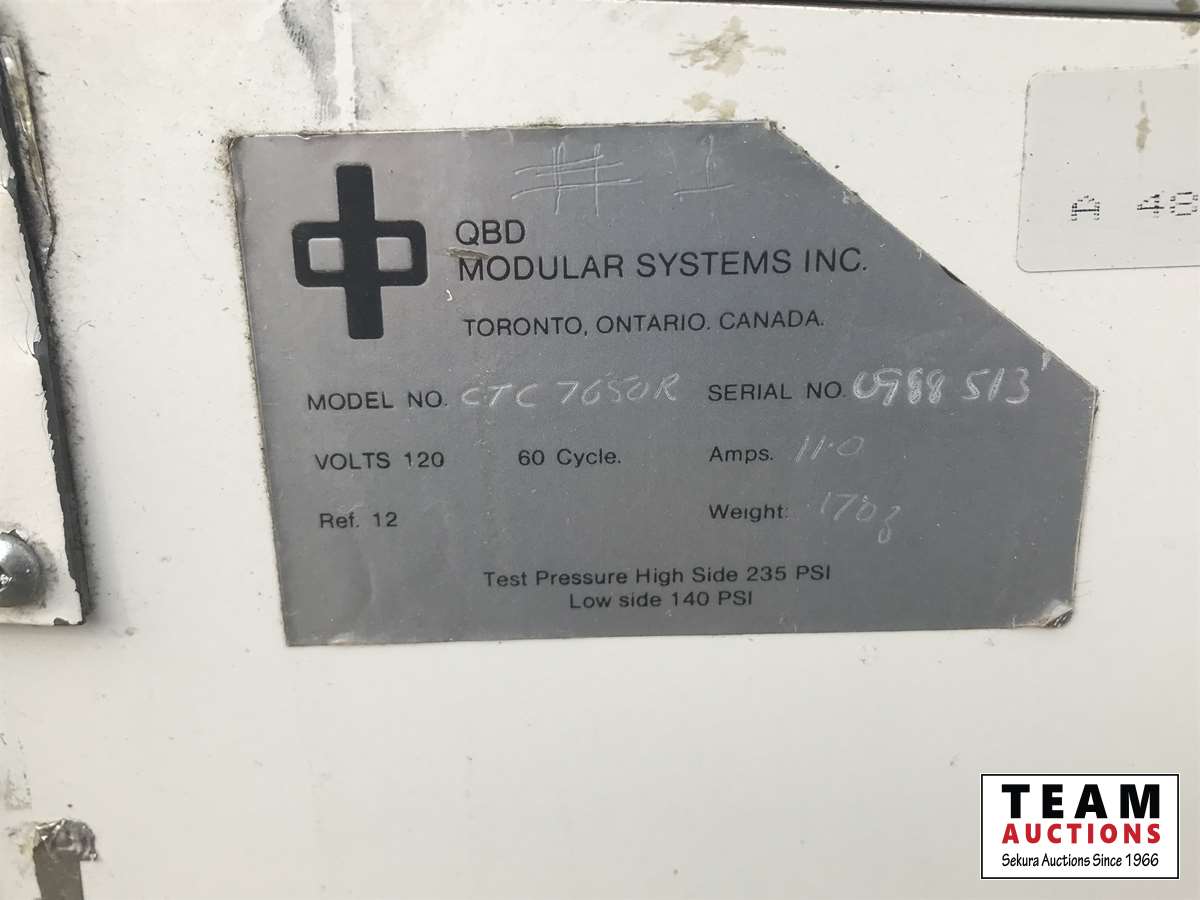 # 1
QBD
MODULAR SYSTEMS INC.
TORONTO, ONTARIO. CANADA.
MODEL NO. CTC 7650R SERIAL NO. 0988 513
VOLTS 120 60 Cycle. Amps. 11.0
Ref. 12 Weight:
Test Pressure High Side 235 PSI
Low side 140 PSI
A 48
TEAM
AUCTIONS
Sekura Auctions Since 1966